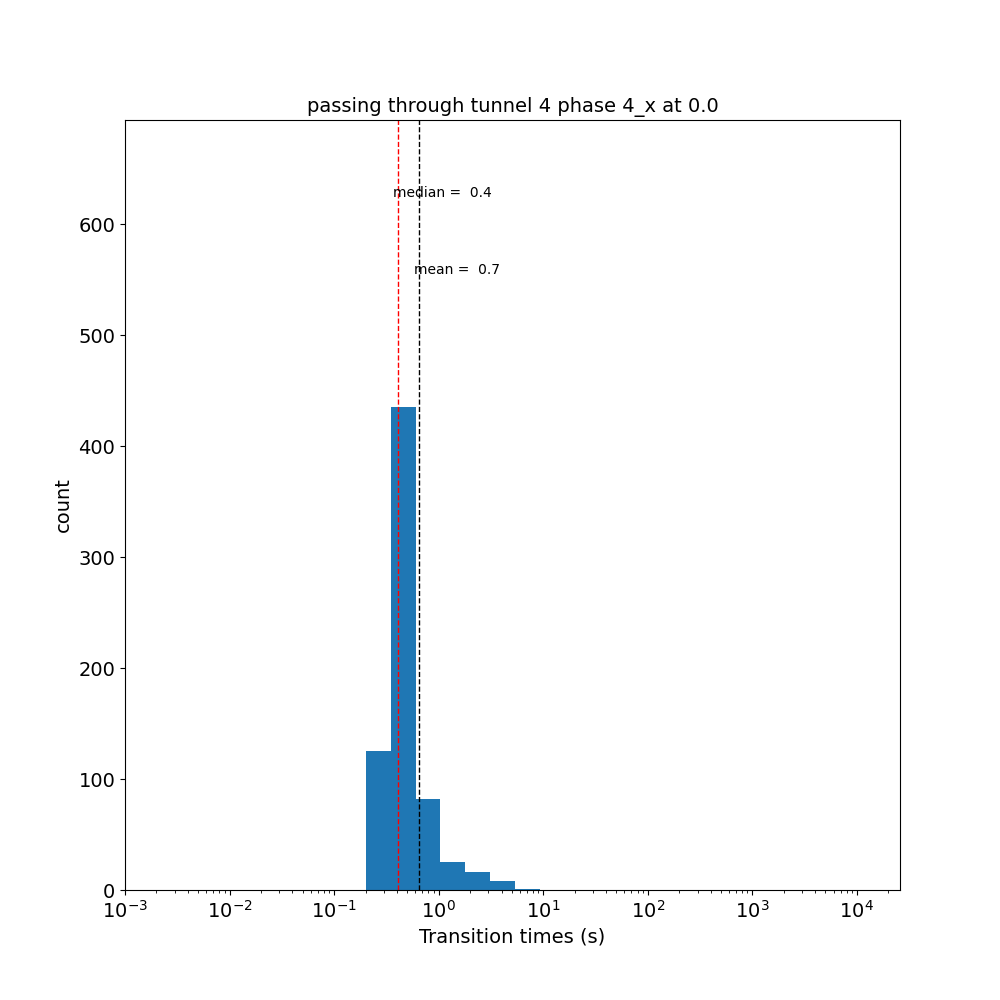 passing through tunnel 4 phase 4_x at 0.0
median =  0.4
mean =  0.7
600
500
400
300
200
100
0
count
10⁻³ 10⁻² 10⁻¹ 10⁰ 10¹ 10² 10³ 10⁴
Transition times (s)